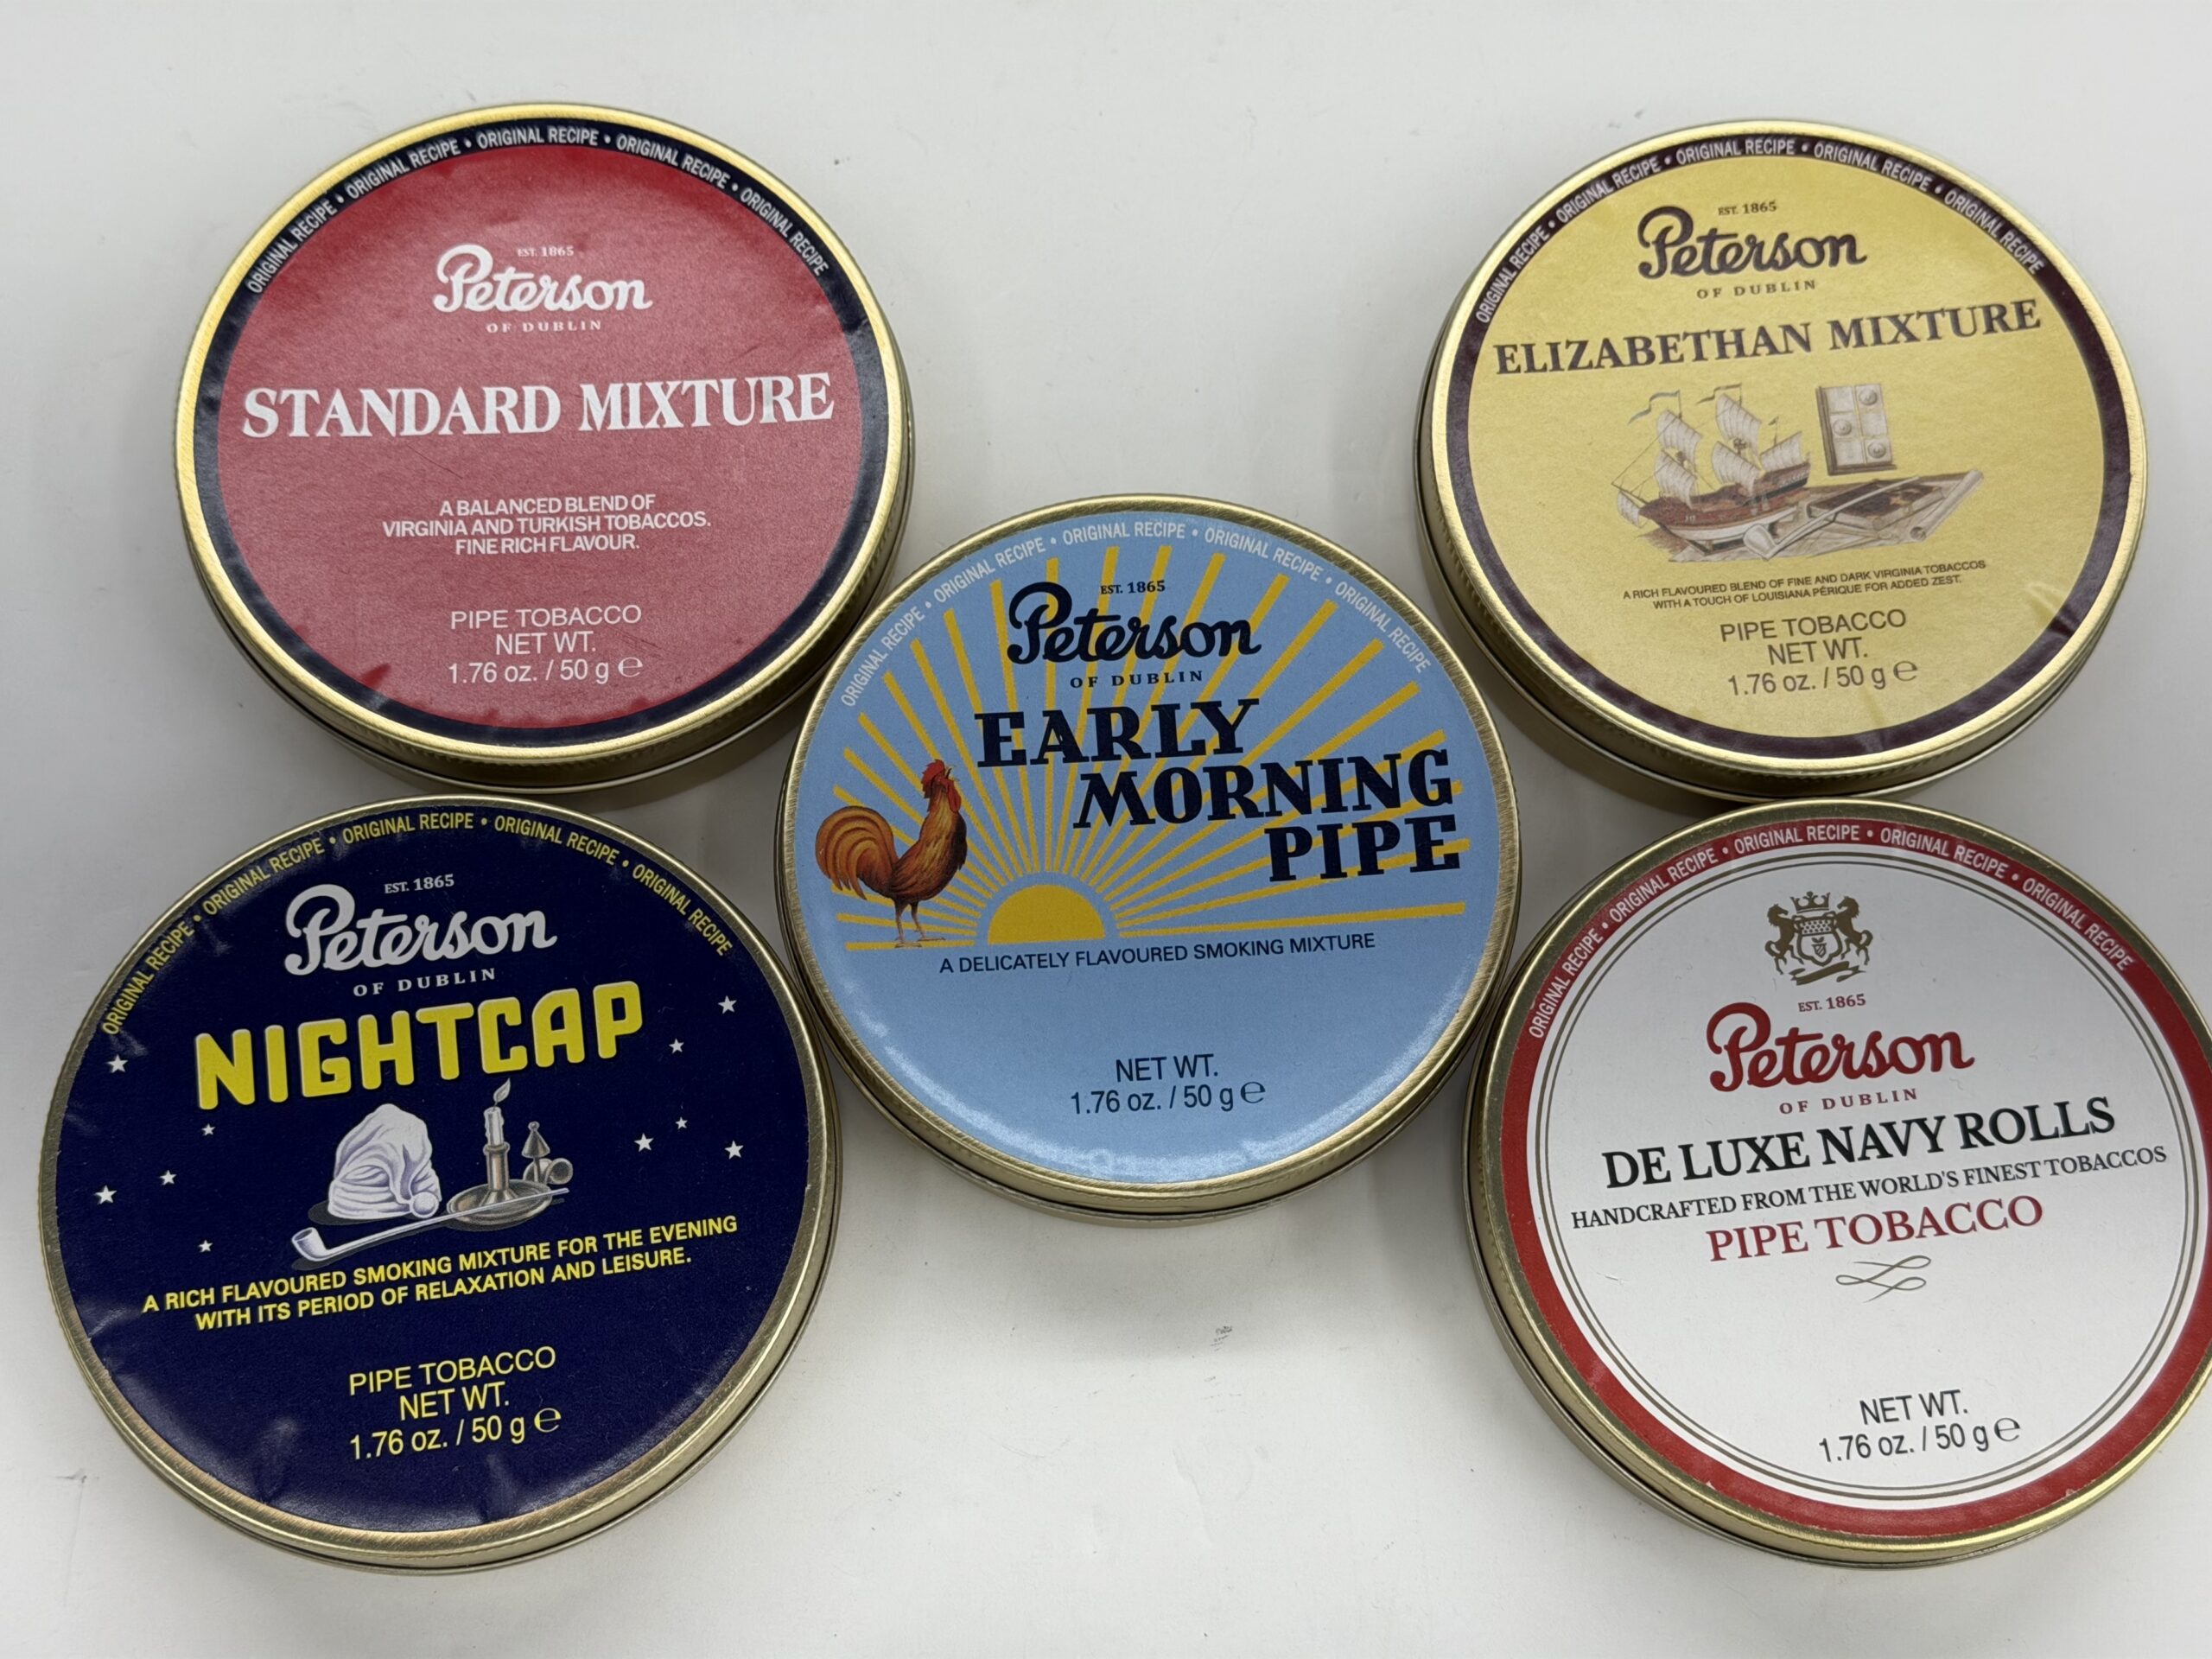 ORIGINAL RECIPE • ORIGINAL RECIPE • ORIGINAL RECIPE • ORIGINAL RECIPE • ORIGINAL RECIPE
EST. 1865
Peterson
OF DUBLIN
STANDARD MIXTURE
A BALANCED BLEND OF
VIRGINIA AND TURKISH TOBACCOS.
FINE RICH FLAVOUR.
PIPE TOBACCO
NET WT.
1.76 oz. / 50 g ℮
ORIGINAL RECIPE • ORIGINAL RECIPE • ORIGINAL RECIPE • ORIGINAL RECIPE • ORIGINAL RECIPE
EST. 1865
Peterson
OF DUBLIN
ELIZABETHAN MIXTURE
A RICH FLAVOURED BLEND OF FINE AND DARK VIRGINIA TOBACCOS
WITH A TOUCH OF LOUISIANA PÉRIQUE FOR ADDED ZEST.
PIPE TOBACCO
NET WT.
1.76 oz. / 50 g ℮
ORIGINAL RECIPE • ORIGINAL RECIPE • ORIGINAL RECIPE • ORIGINAL RECIPE • ORIGINAL RECIPE
EST. 1865
Peterson
OF DUBLIN
EARLY
MORNING
PIPE
A DELICATELY FLAVOURED SMOKING MIXTURE
NET WT.
1.76 oz. / 50 g ℮
ORIGINAL RECIPE • ORIGINAL RECIPE • ORIGINAL RECIPE • ORIGINAL RECIPE • ORIGINAL RECIPE
EST. 1865
Peterson
OF DUBLIN
NIGHTCAP
A RICH FLAVOURED SMOKING MIXTURE FOR THE EVENING
WITH ITS PERIOD OF RELAXATION AND LEISURE.
PIPE TOBACCO
NET WT.
1.76 oz. / 50 g ℮
ORIGINAL RECIPE • ORIGINAL RECIPE • ORIGINAL RECIPE • ORIGINAL RECIPE • ORIGINAL RECIPE
EST. 1865
Peterson
OF DUBLIN
DE LUXE NAVY ROLLS
HANDCRAFTED FROM THE WORLD'S FINEST TOBACCOS
PIPE TOBACCO
NET WT.
1.76 oz. / 50 g ℮